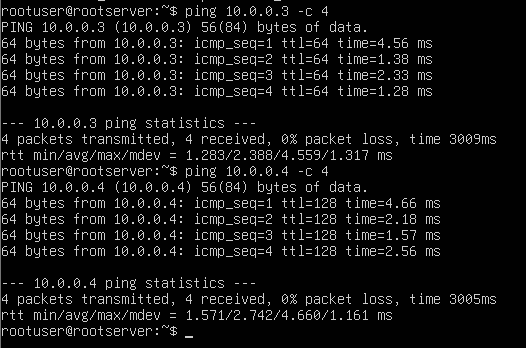 rootuser@rootserver:~$ ping 10.0.0.3 -c 4
PING 10.0.0.3 (10.0.0.3) 56(84) bytes of data.
64 bytes from 10.0.0.3: icmp_seq=1 ttl=64 time=4.56 ms
64 bytes from 10.0.0.3: icmp_seq=2 ttl=64 time=1.38 ms
64 bytes from 10.0.0.3: icmp_seq=3 ttl=64 time=2.33 ms
64 bytes from 10.0.0.3: icmp_seq=4 ttl=64 time=1.28 ms
--- 10.0.0.3 ping statistics ---
4 packets transmitted, 4 received, 0% packet loss, time 3009ms
rtt min/avg/max/mdev = 1.283/2.388/4.559/1.317 ms
rootuser@rootserver:~$ ping 10.0.0.4 -c 4
PING 10.0.0.4 (10.0.0.4) 56(84) bytes of data.
64 bytes from 10.0.0.4: icmp_seq=1 ttl=128 time=4.66 ms
64 bytes from 10.0.0.4: icmp_seq=2 ttl=128 time=2.18 ms
64 bytes from 10.0.0.4: icmp_seq=3 ttl=128 time=1.57 ms
64 bytes from 10.0.0.4: icmp_seq=4 ttl=128 time=2.56 ms
--- 10.0.0.4 ping statistics ---
4 packets transmitted, 4 received, 0% packet loss, time 3005ms
rtt min/avg/max/mdev = 1.571/2.742/4.660/1.161 ms
rootuser@rootserver:~$ _